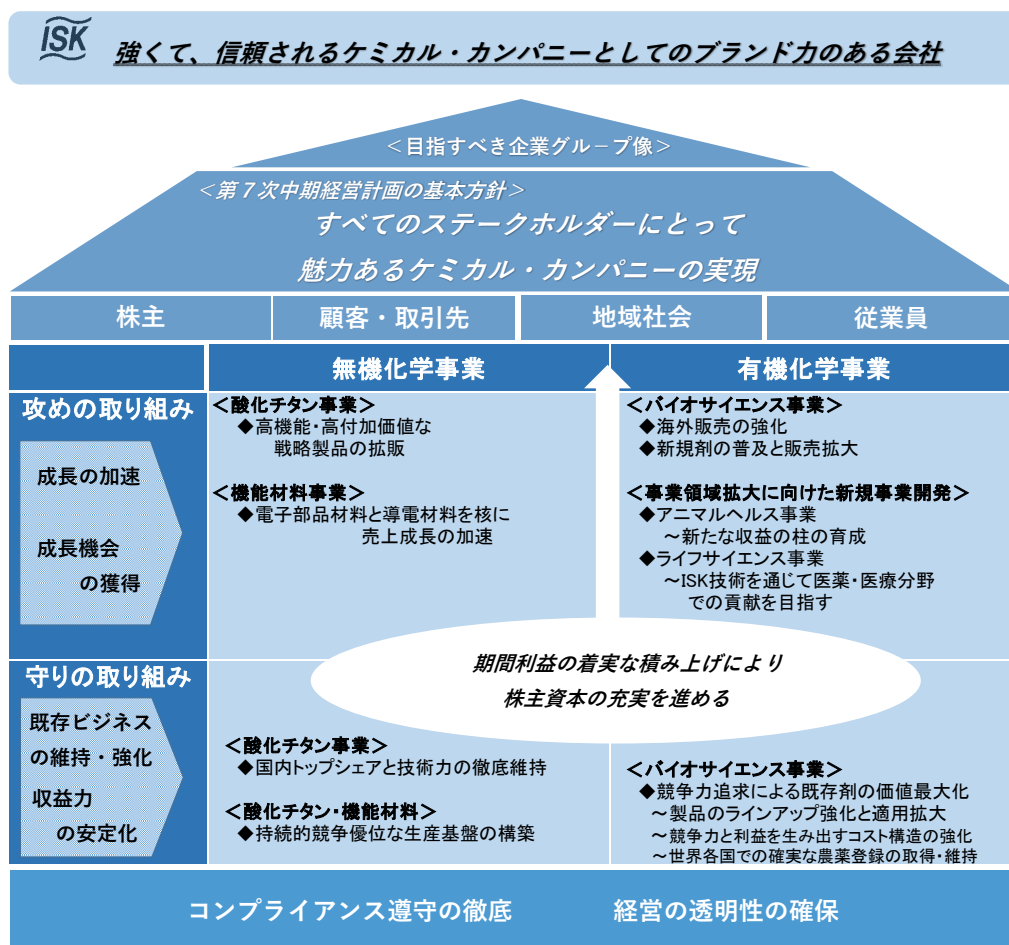 ISK
強くて、信頼されるケミカル・カンパニーとしてのブランド力のある会社
＜目指すべき企業グループ像＞
＜第７次中期経営計画の基本方針＞
すべてのステークホルダーにとって
魅力あるケミカル・カンパニーの実現
株主
顧客・取引先
地域社会
従業員
無機化学事業
有機化学事業
攻めの取り組み
成長の加速
成長機会
の獲得
＜酸化チタン事業＞
◆高機能・高付加価値な
戦略製品の拡販
＜機能材料事業＞
◆電子部品材料と導電材料を核に
売上成長の加速
＜バイオサイエンス事業＞
◆海外販売の強化
◆新規剤の普及と販売拡大
＜事業領域拡大に向けた新規事業開発＞
◆アニマルヘルス事業
～新たな収益の柱の育成
◆ライフサイエンス事業
～ISK技術を通じて医薬・医療分野
での貢献を目指す
期間利益の着実な積み上げにより
株主資本の充実を進める
守りの取り組み
既存ビジネス
の維持・強化
収益力
の安定化
＜酸化チタン事業＞
◆国内トップシェアと技術力の徹底維持
＜酸化チタン・機能材料＞
◆持続的競争優位な生産基盤の構築
＜バイオサイエンス事業＞
◆競争力追求による既存剤の価値最大化
～製品のラインアップ強化と適用拡大
～競争力と利益を生み出すコスト構造の強化
～世界各国での確実な農薬登録の取得・維持
コンプライアンス遵守の徹底
経営の透明性の確保